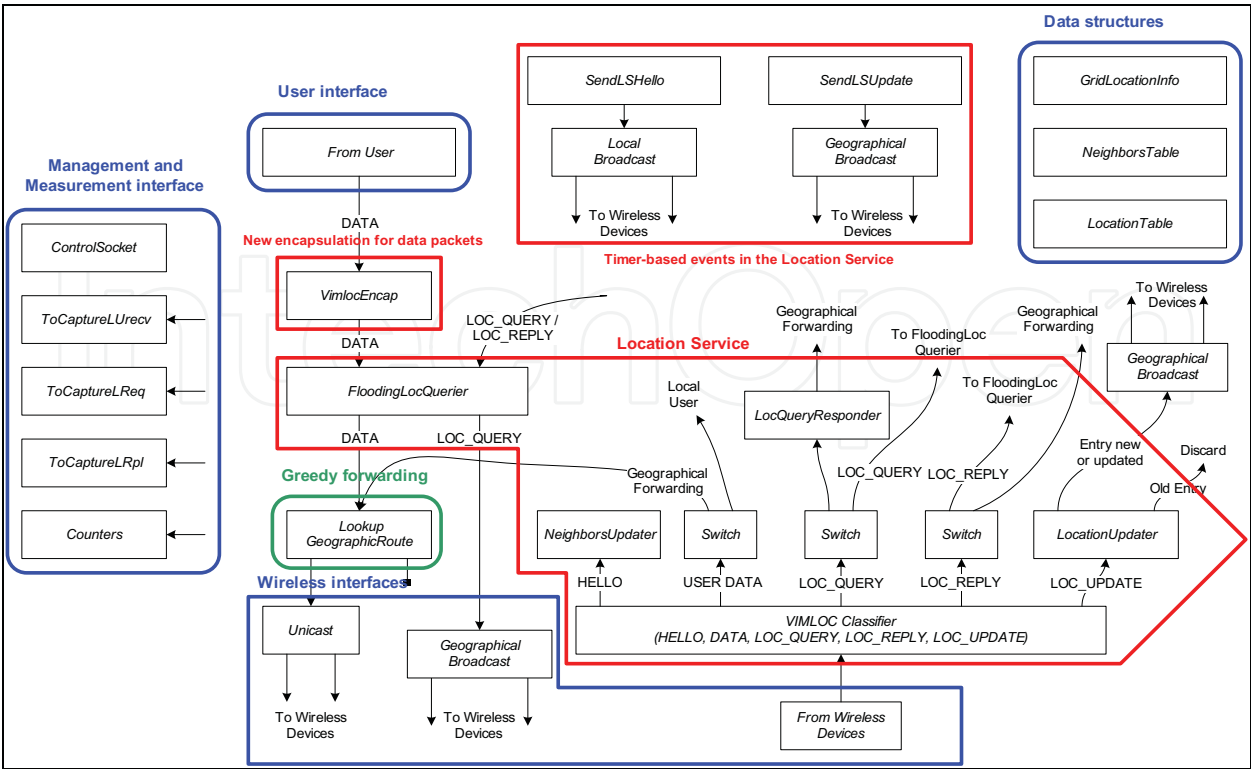 Data structures
SendLSHello
SendLSUpdate
GridLocationInfo
User interface
From User
Local
Broadcast
Geographical
Broadcast
NeighborsTable
Management and
Measurement interface
To Wireless
Devices
To Wireless
Devices
LocationTable
DATA
ControlSocket
New encapsulation for data packets
Timer-based events in the Location Service
VimlocEncap
ToCaptureLUrecv
LOC_QUERY /
LOC_REPLY
Geographical
Forwarding
To FloodingLoc
Querier
Geographical
Forwarding
To Wireless
Devices
DATA
Location Service
Geographical
Broadcast
FloodingLocQuerier
ToCaptureLReq
Local
User
LocQueryResponder
To FloodingLoc
Querier
DATA
LOC_QUERY
ToCaptureLRpl
Entry new
or updated
Discard
Greedy forwarding
Geographical
Forwarding
LOC_QUERY
LOC_REPLY
Old Entry
Counters
Lookup
GeographicRoute
NeighborsUpdater
Switch
Switch
Switch
LocationUpdater
Wireless interfaces
HELLO
USER DATA
LOC_QUERY
LOC_REPLY
LOC_UPDATE
Unicast
Geographical
Broadcast
VIMLOC Classifier
(HELLO, DATA, LOC_QUERY, LOC_REPLY, LOC_UPDATE)
To Wireless
Devices
To Wireless
Devices
From Wireless
Devices
IntechOpen